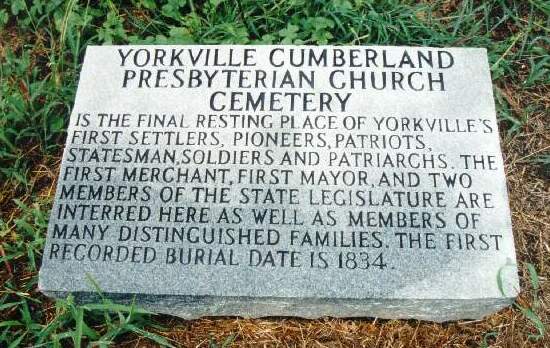 YORKVILLE CUMBERLAND
PRESBYTERIAN CHURCH
CEMETERY
IS THE FINAL RESTING PLACE OF YORKVILLE'S
FIRST SETTLERS, PIONEERS, PATRIOTS,
STATESMAN, SOLDIERS AND PATRIARCHS. THE
FIRST MERCHANT, FIRST MAYOR, AND TWO
MEMBERS OF THE STATE LEGISLATURE ARE
INTERRED HERE AS WELL AS MEMBERS OF
MANY DISTINGUISHED FAMILIES. THE FIRST
RECORDED BURIAL DATE IS 1834.